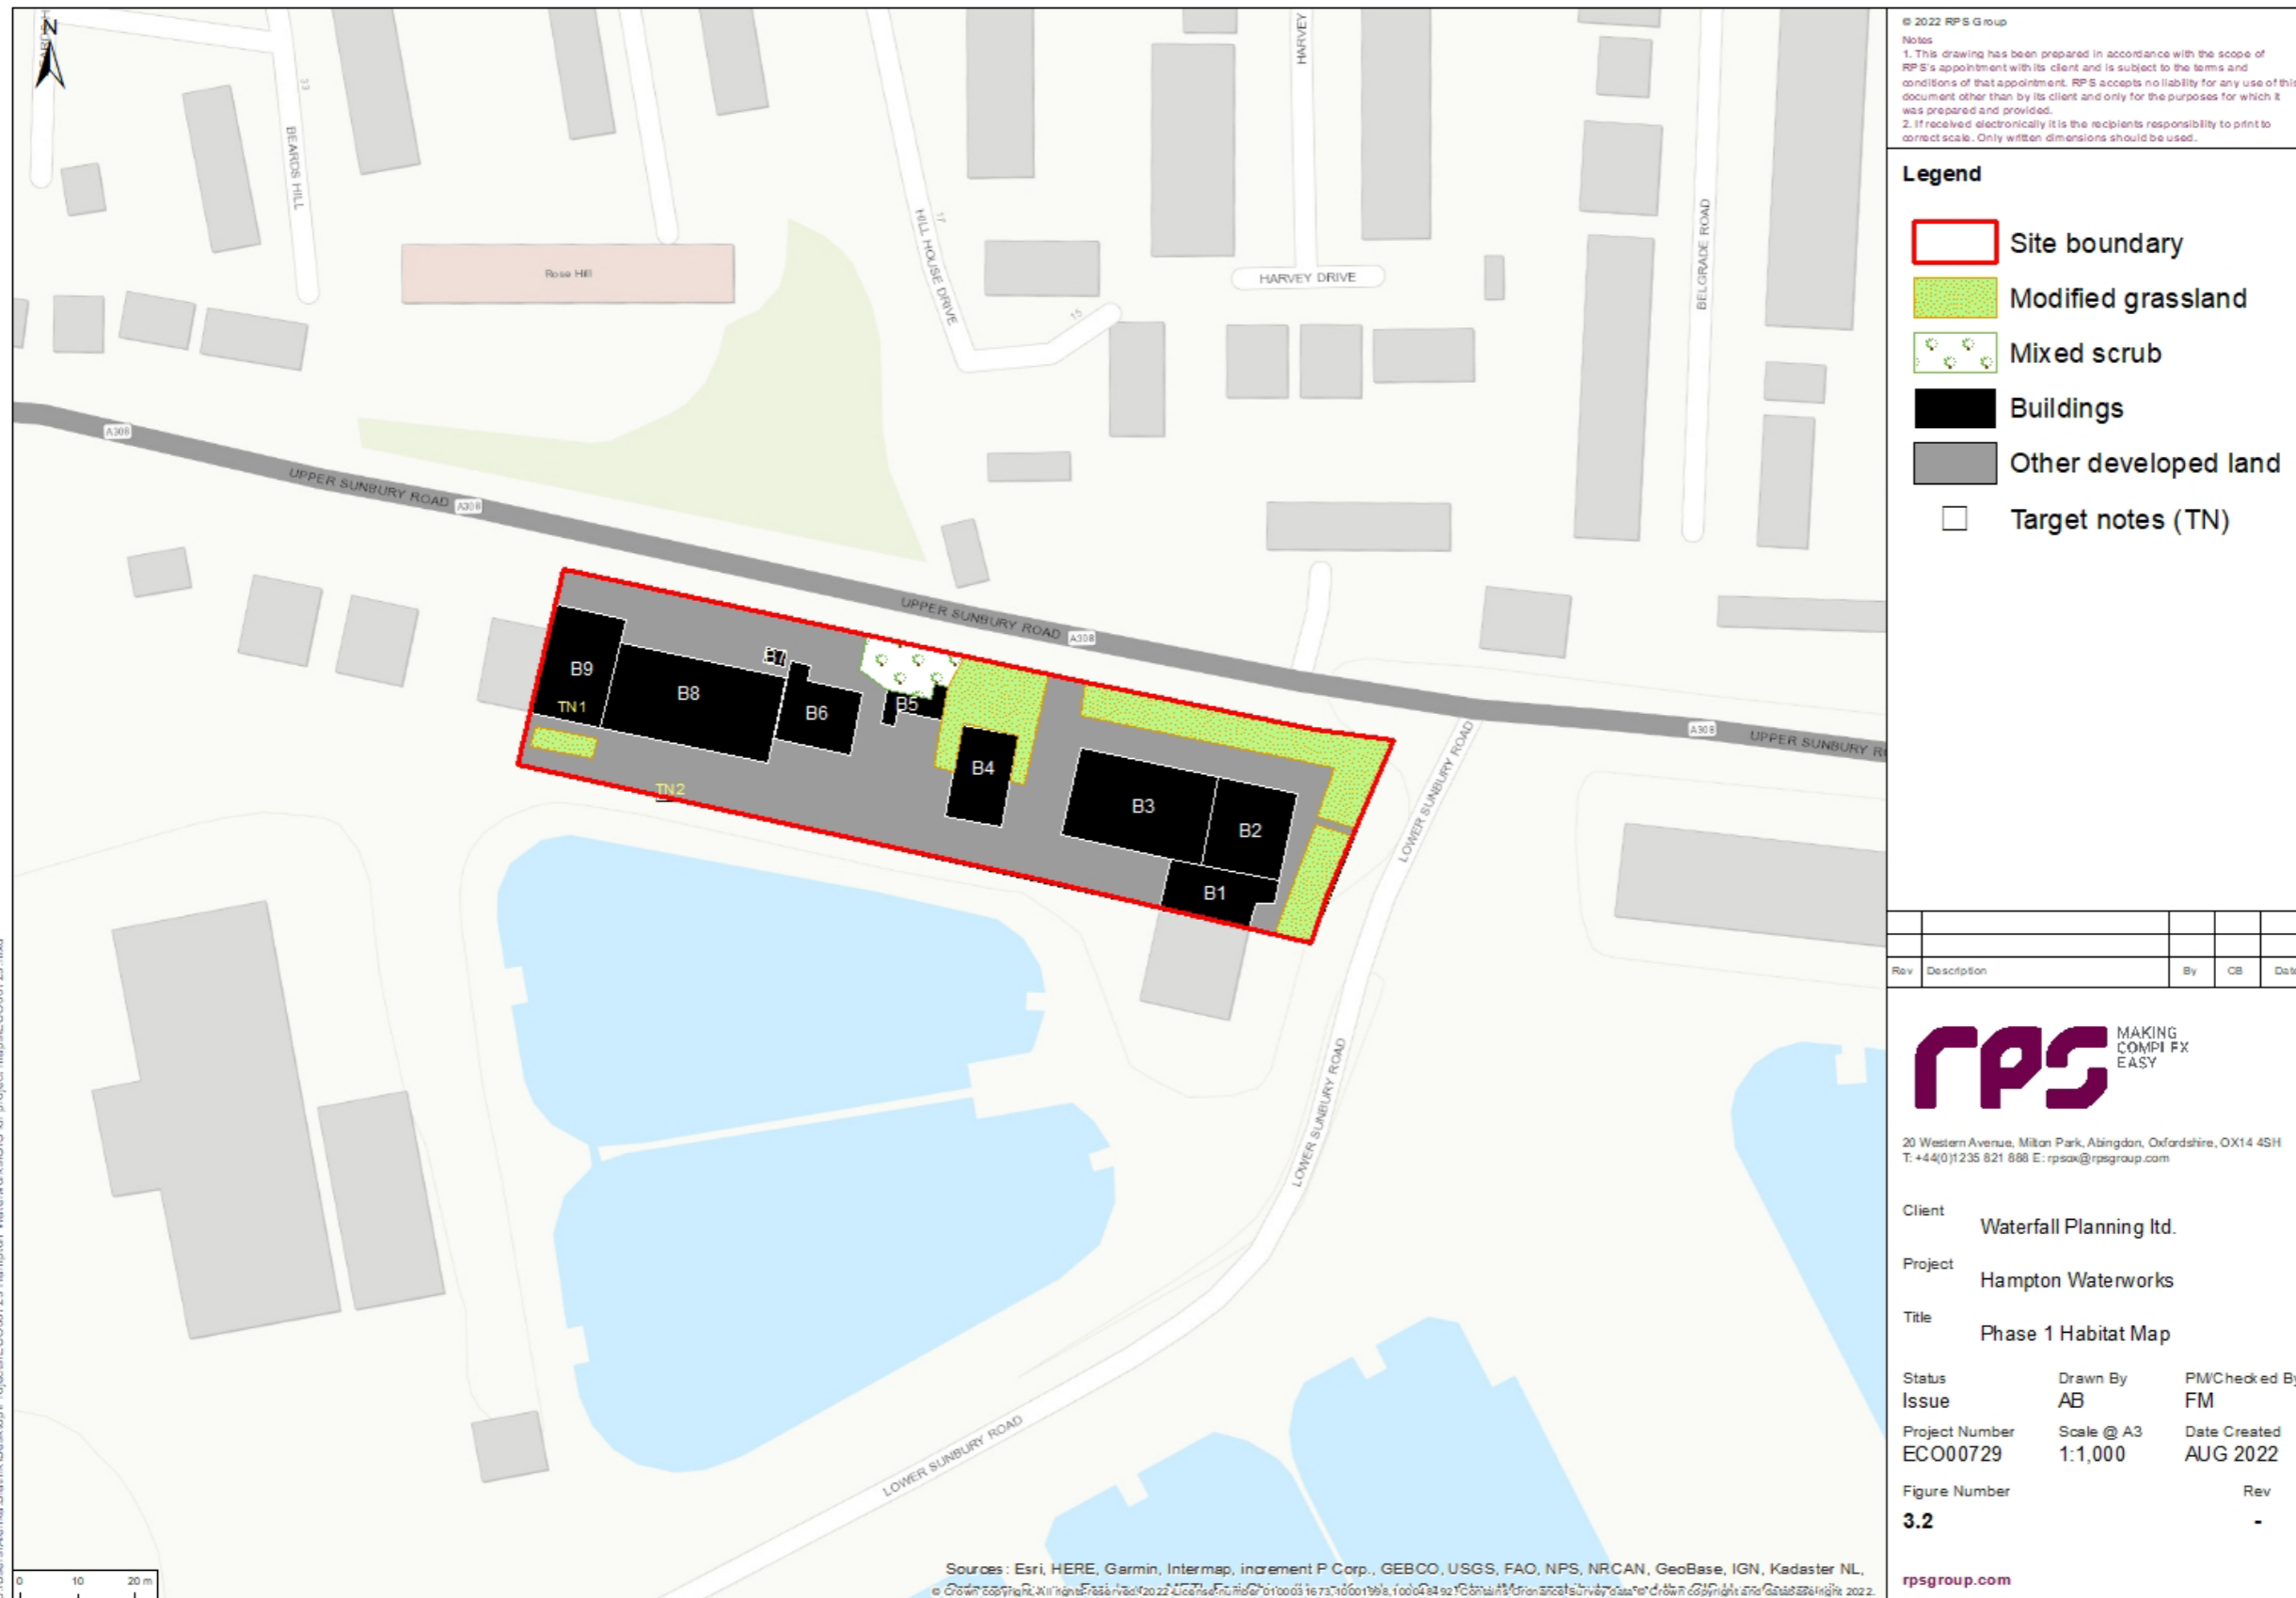 N
BEARDS HILL
33
HILL HOUSE DRIVE
17
15
HARVEY
HARVEY DRIVE
BELGRADE ROAD
Rose Hill
A308
UPPER SUNBURY ROAD
A308
UPPER SUNBURY ROAD
A308
A308
UPPER SUNBURY R
LOWER SUNBURY ROAD
LOWER SUNBURY ROAD
LOWER SUNBURY ROAD
B9
TN1
B8
B7
B6
B5
B4
B3
B2
B1
TN2
0 10 20 m
Sources: Esri, HERE, Garmin, Intermap, increment P Corp., GEBCO, USGS, FAO, NPS, NRCAN, GeoBase, IGN, Kadaster NL,
© 2022 RPS Group
Notes
1. This drawing has been prepared in accordance with the scope of
RPS's appointment with its client and is subject to the terms and
conditions of that appointment. RPS accepts no liability for any use of this
document other than by its client and only for the purposes for which it
was prepared and provided.
2. If received electronically it is the recipients responsibility to print to
correct scale. Only written dimensions should be used.
Legend
Site boundary
Modified grassland
Mixed scrub
Buildings
Other developed land
Target notes (TN)
Rev Description By CB Date
rps MAKING
COMPLEX
EASY
20 Western Avenue, Milton Park, Abingdon, Oxfordshire, OX14 4SH
T: +44(0)1235 821 888 E: rpsox@rpsgroup.com
Client
Waterfall Planning ltd.
Project
Hampton Waterworks
Title
Phase 1 Habitat Map
Status Drawn By PM/Checked By
Issue AB FM
Project Number Scale @ A3 Date Created
ECO00729 1:1,000 AUG 2022
Figure Number Rev
3.2 -
rpsgroup.com